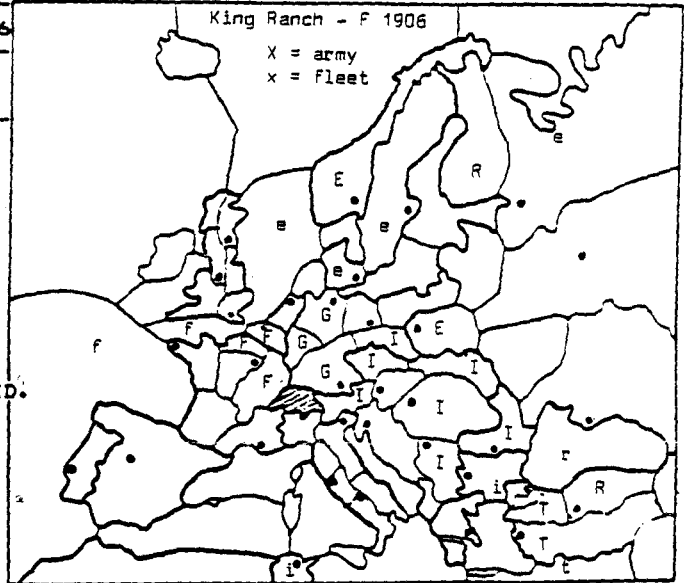 King Ranch - F 1906
X = army
x = fleet
e
R
E
e e
e
G
f F I E
f F G
I I
F G
D.
I
I
I
r
I
i R
T
T
i t